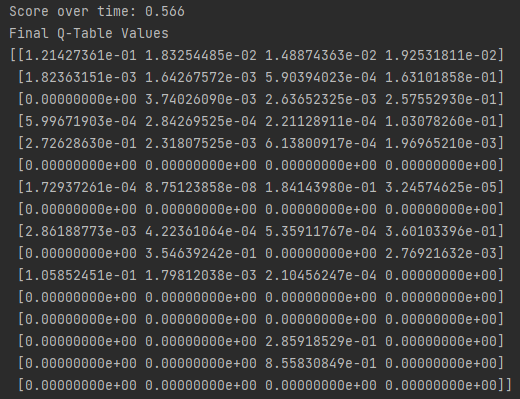 Score over time: 0.566
Final Q-Table Values
[[1.21427361e-01 1.83254485e-02 1.48874363e-02 1.92531811e-02]
[1.82363151e-03 1.64267572e-03 5.90394023e-04 1.63101858e-01]
[0.00000000e+00 3.74026090e-03 2.63652325e-03 2.57552930e-01]
[5.99671903e-04 2.84269525e-04 2.21128911e-04 1.03078260e-01]
[2.72628630e-01 2.31807525e-03 6.13800917e-04 1.96965210e-03]
[0.00000000e+00 0.00000000e+00 0.00000000e+00 0.00000000e+00]
[1.72937261e-04 8.75123858e-08 1.84143980e-01 3.24574625e-05]
[0.00000000e+00 0.00000000e+00 0.00000000e+00 0.00000000e+00]
[2.86188773e-03 4.22361064e-04 5.35911767e-04 3.60103396e-01]
[0.00000000e+00 3.54639242e-01 0.00000000e+00 2.76921632e-03]
[1.05852451e-01 1.79812038e-03 2.10456247e-04 0.00000000e+00]
[0.00000000e+00 0.00000000e+00 0.00000000e+00 0.00000000e+00]
[0.00000000e+00 0.00000000e+00 0.00000000e+00 0.00000000e+00]
[0.00000000e+00 0.00000000e+00 2.85918529e-01 0.00000000e+00]
[0.00000000e+00 0.00000000e+00 8.55830849e-01 0.00000000e+00]
[0.00000000e+00 0.00000000e+00 0.00000000e+00 0.00000000e+00]]